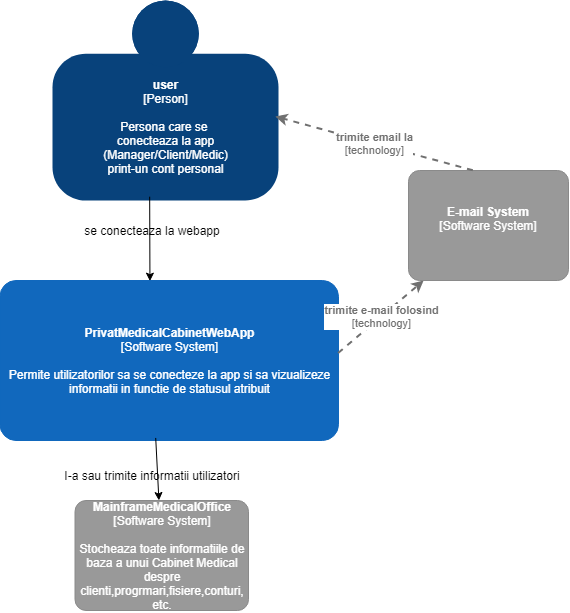 user
[Person]
Persona care se
conecteaza la app
(Manager/Client/Medic)
print-un cont personal
trimite email la
[technology]
E-mail System
[Software System]
se conecteaza la webapp
trimite e-mail folosind
[technology]
PrivatMedicalCabinetWebApp
[Software System]
Permite utilizatorilor sa se conecteze la app si sa vizualizeze
informatii in functie de statusul atribuit
I-a sau trimite informatii utilizatori
MainframeMedicalOffice
[Software System]
Stocheaza toate informatiile de
baza a unui Cabinet Medical
despre
clienti,progrmari,fisiere,conturi,
etc.